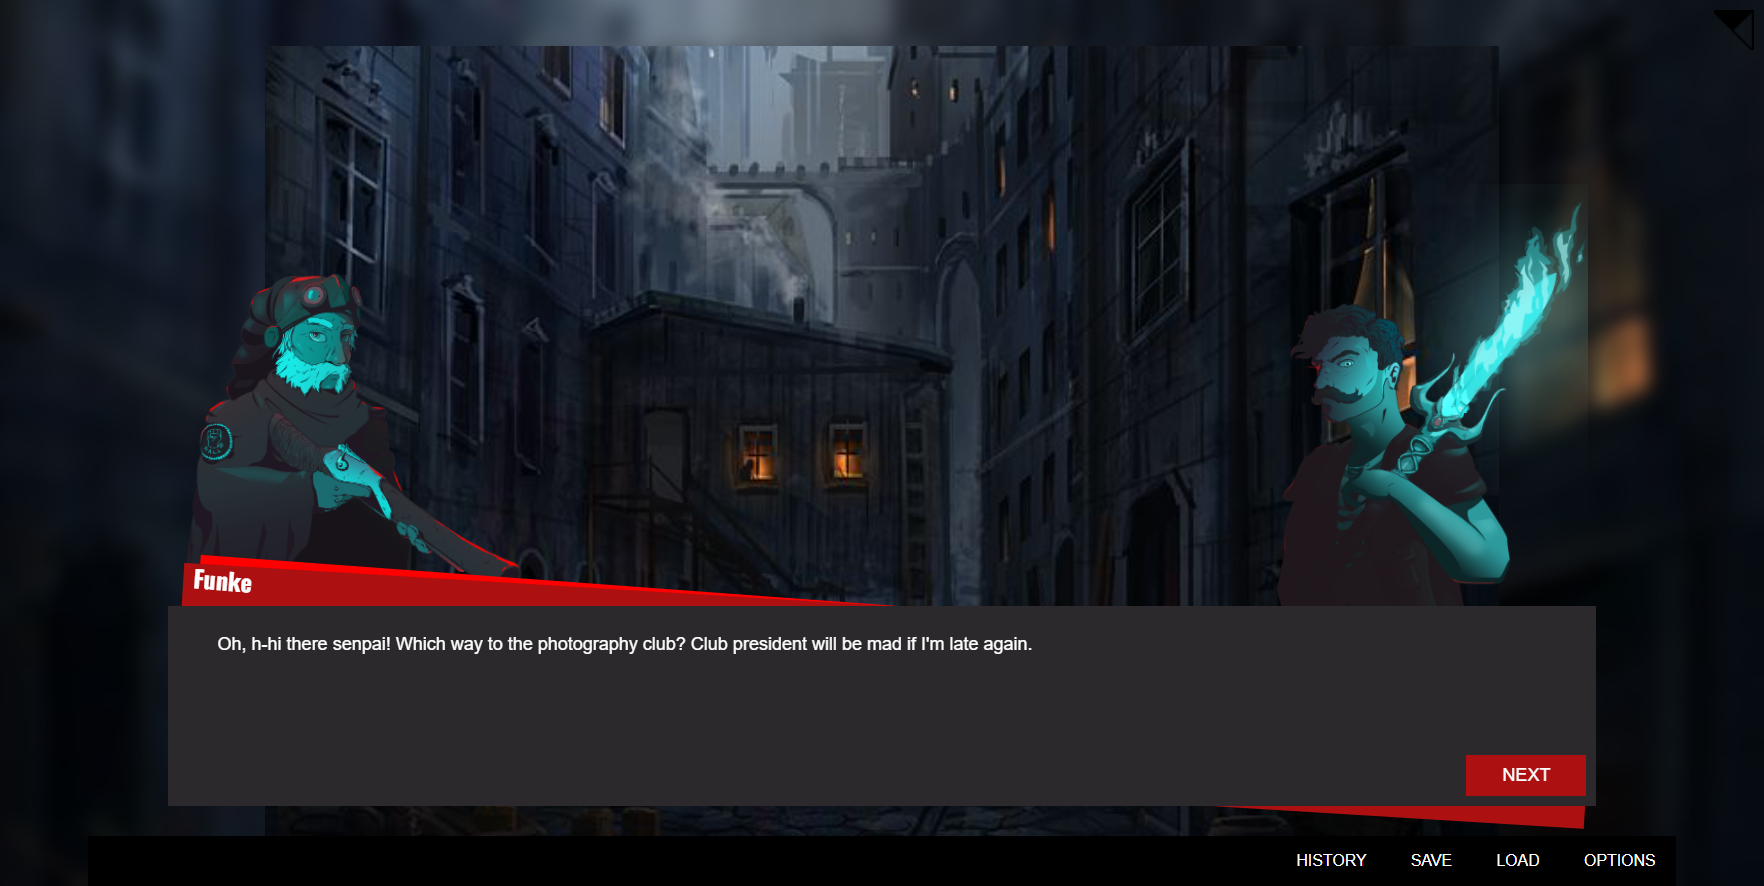 Funke
Oh, h-hi there senpai! Which way to the photography club? Club president will be mad if I'm late again.
NEXT
HISTORY SAVE LOAD OPTIONS